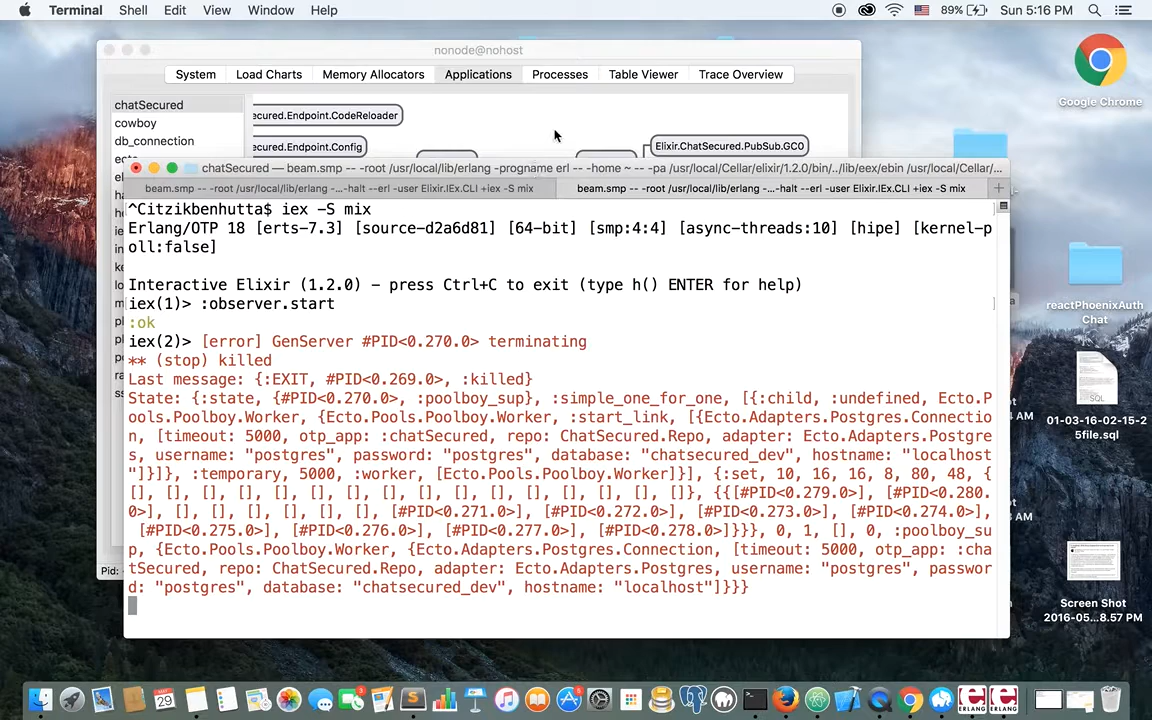 Terminal Shell Edit View Window Help 89% Sun 5:16 PM
nonode@nohost
System Load Charts Memory Allocators Applications Processes Table Viewer Trace Overview
chatSecured
cowboy
db_connection
ecured.Endpoint.CodeReloader
ecured.Endpoint.Config
Elixir.ChatSecured.PubSub.GC0
Google Chrome
chatSecured — beam.smp -- -root /usr/local/lib/erlang -progname erl -- -home ~ -- -pa /usr/local/Cellar/elixir/1.2.0/bin/../lib/eex/ebin /usr/local/C...
beam.smp -- -root /usr/local/lib/erlang -...-halt --erl -user Elixir.IEx.CLI +iex -S mix
beam.smp -- -root /usr/local/lib/erlang -...-halt --erl -user Elixir.IEx.CLI +iex -S mix
^Citzikbenhutta$ iex -S mix
Erlang/OTP 18 [erts-7.3] [source-d2a6d81] [64-bit] [smp:4:4] [async-threads:10] [hipe] [kernel-p
oll:false]
Interactive Elixir (1.2.0) - press Ctrl+C to exit (type h() ENTER for help)
iex(1)> :observer.start
:ok
iex(2)> [error] GenServer #PID<0.270.0> terminating
** (stop) killed
Last message: {:EXIT, #PID<0.269.0>, :killed}
State: {:state, {#PID<0.270.0>, :poolboy_sup}, :simple_one_for_one, [{:child, :undefined, Ecto.P
ools.Poolboy.Worker, {Ecto.Pools.Poolboy.Worker, :start_link, [{Ecto.Adapters.Postgres.Connectio
n, [timeout: 5000, otp_app: :chatSecured, repo: ChatSecured.Repo, adapter: Ecto.Adapters.Postgre
s, username: "postgres", password: "postgres", database: "chatsecured_dev", hostname: "localhost
"]}]}, :temporary, 5000, :worker, [Ecto.Pools.Poolboy.Worker]}], {:set, 10, 16, 16, 8, 80, 48, {
[], [], [], [], [], [], [], [], [], [], [], [], [], [], [], []}, {{[#PID<0.279.0>], [#PID<0.280.
0>], [], [], [], [], [], [], [#PID<0.271.0>], [#PID<0.272.0>], [#PID<0.273.0>], [#PID<0.274.0>],
[#PID<0.275.0>], [#PID<0.276.0>], [#PID<0.277.0>], [#PID<0.278.0>]}}}, 0, 1, [], 0, :poolboy_su
p, {Ecto.Pools.Poolboy.Worker, {Ecto.Adapters.Postgres.Connection, [timeout: 5000, otp_app: :cha
tSecured, repo: ChatSecured.Repo, adapter: Ecto.Adapters.Postgres, username: "postgres", passwor
d: "postgres", database: "chatsecured_dev", hostname: "localhost"]}}}
Pid:
reactPhoenixAuth
Chat
SQL
01-03-16-02-15-2
5file.sql
Screen Shot
2016-05...8.57 PM
ERLANG
ERLANG